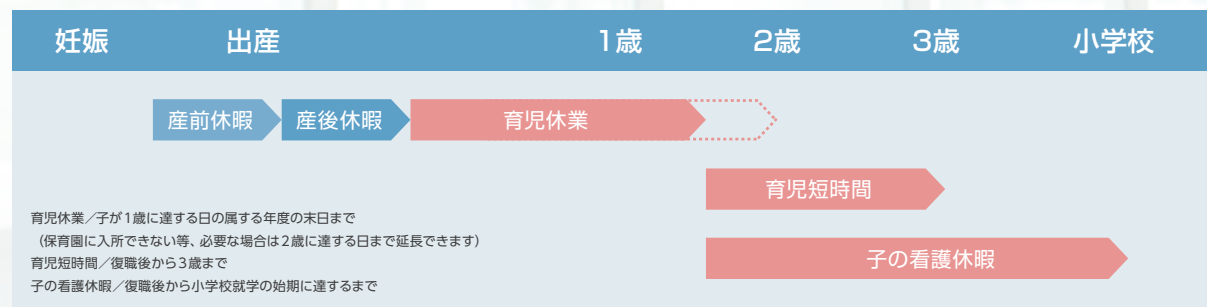 妊娠 出産 1歳 2歳 3歳 小学校
産前休暇 産後休暇 育児休業
育児短時間
子の看護休暇
育児休業／子が1歳に達する日の属する年度の末日まで
（保育園に入所できない等、必要な場合は2歳に達する日まで延長できます）
育児短時間／復職後から3歳まで
子の看護休暇／復職後から小学校就学の始期に達するまで